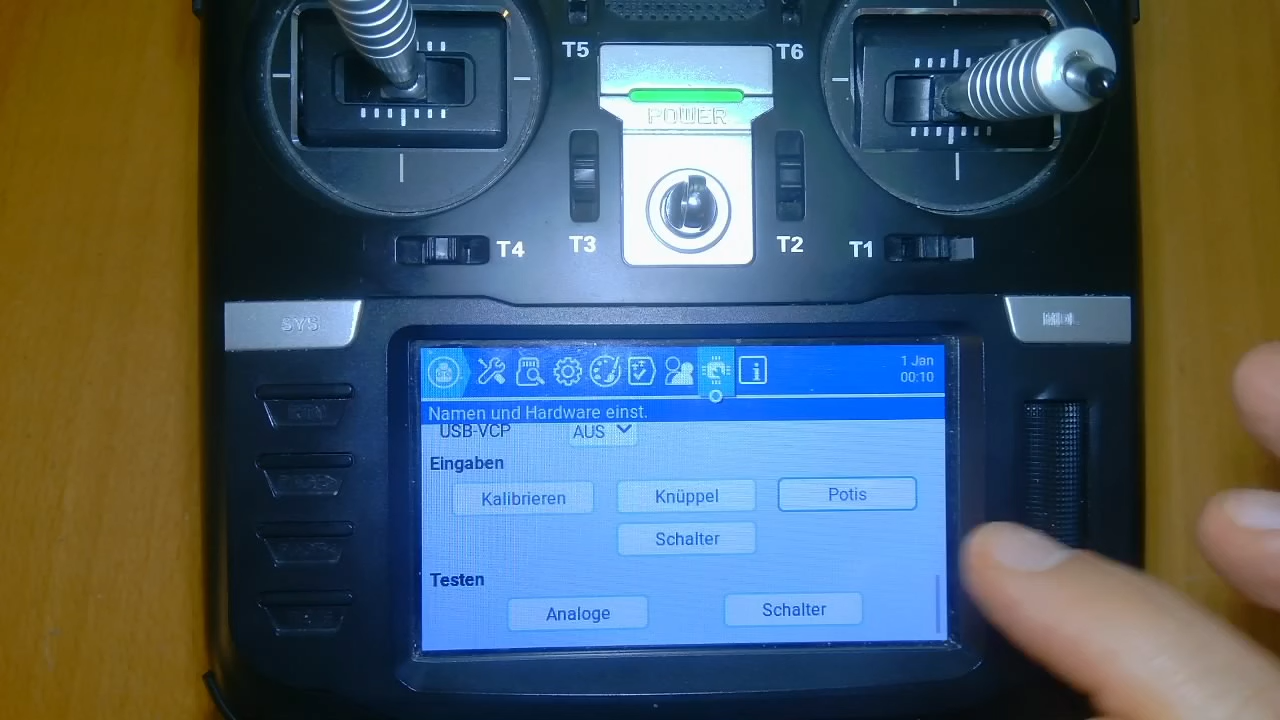 T5
T6
POWER
T4
T3
T2
T1
SYS
MDL
1 Jan
00:10
Namen und Hardware einst.
USB-VCP AUS
Eingaben
Kalibrieren Knüppel Potis
Schalter
Testen
Analoge Schalter